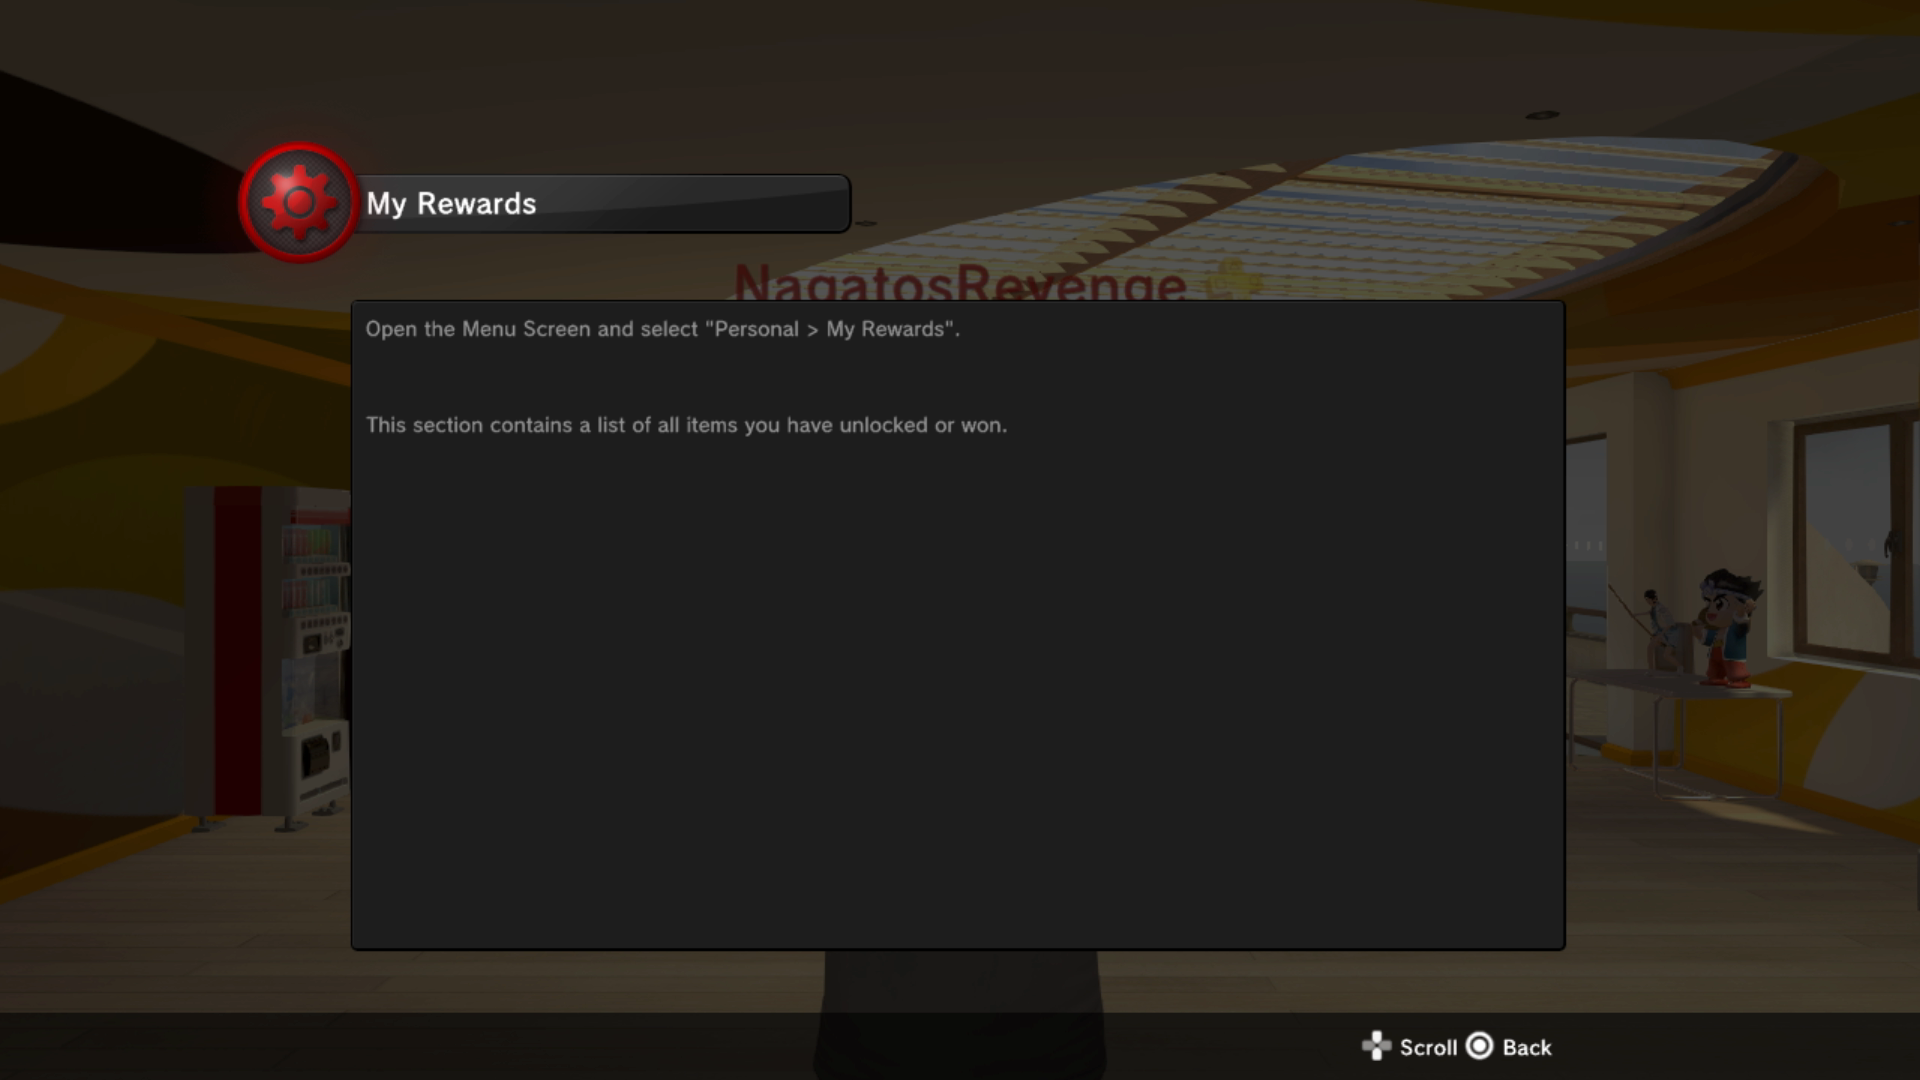 My Rewards
NagatosRevenge
Open the Menu Screen and select "Personal > My Rewards".
This section contains a list of all items you have unlocked or won.
Scroll Back